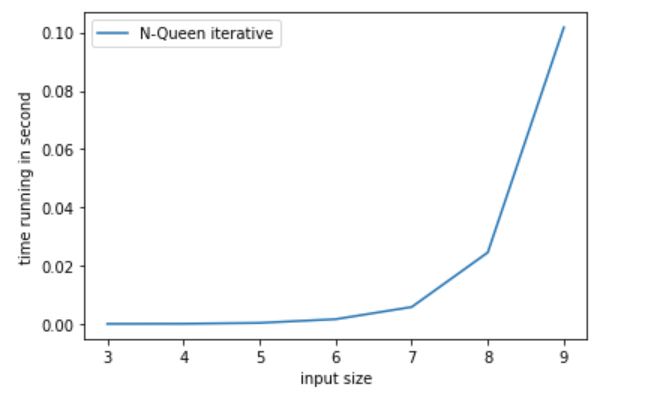 N-Queen iterative
0.10
0.08
0.06
0.04
0.02
0.00
time running in second
3 4 5 6 7 8 9
input size